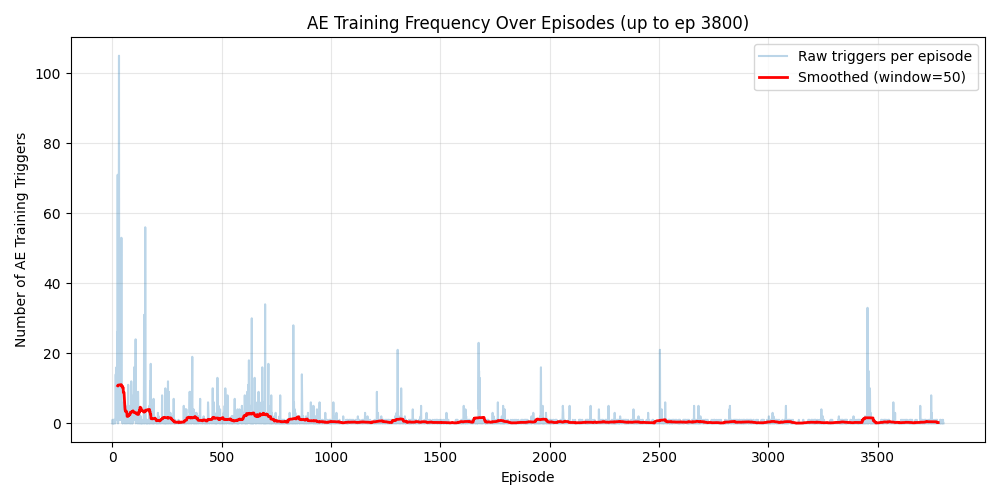 AE Training Frequency Over Episodes (up to ep 3800)
Raw triggers per episode
Smoothed (window=50)
Number of AE Training Triggers
100
80
60
40
20
0
0 500 1000 1500 2000 2500 3000 3500
Episode